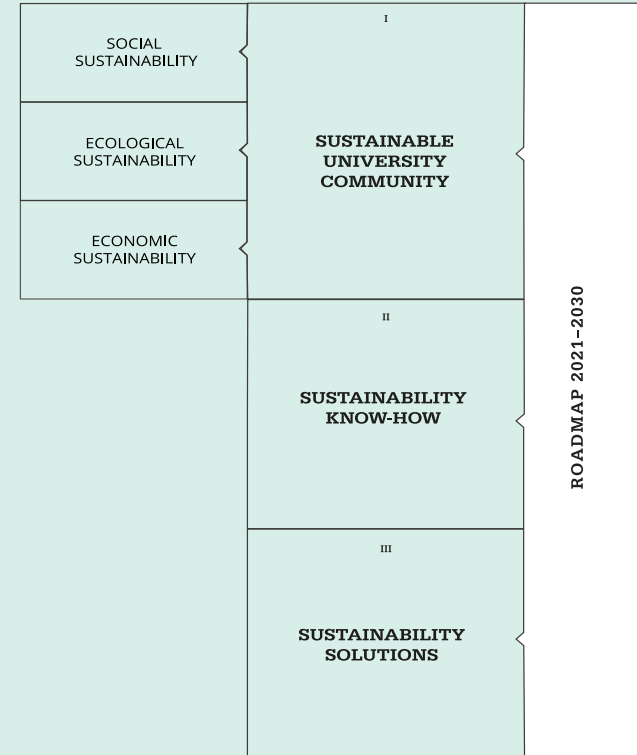 SOCIAL
SUSTAINABILITY
ECOLOGICAL
SUSTAINABILITY
ECONOMIC
SUSTAINABILITY
I
SUSTAINABLE
UNIVERSITY
COMMUNITY
II
SUSTAINABILITY
KNOW-HOW
III
SUSTAINABILITY
SOLUTIONS
ROADMAP 2021–2030